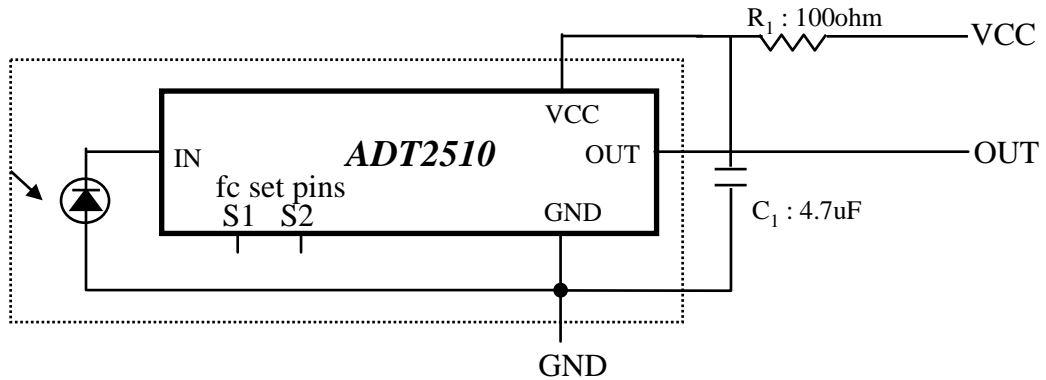 R1 : 100ohm
VCC
VCC
IN
ADT2510
OUT
OUT
fc set pins
S1 S2
GND
C1 : 4.7uF
GND